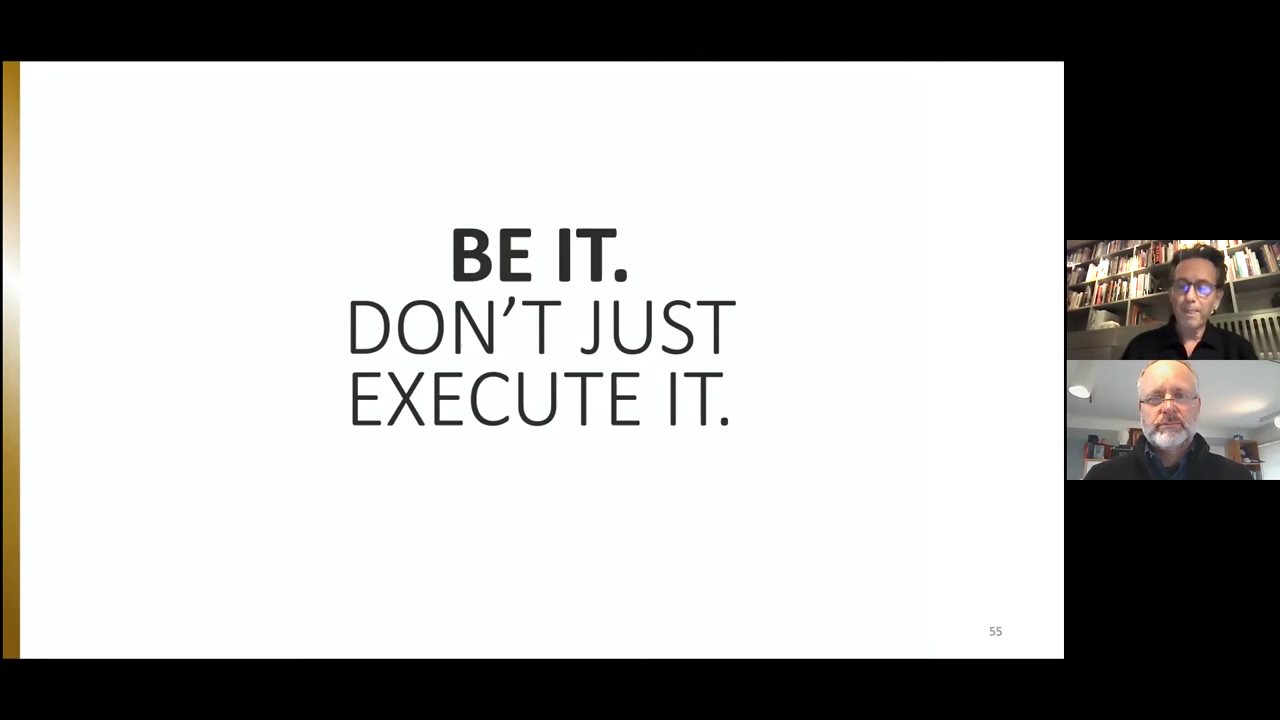 BE IT.
DON’T JUST
EXECUTE IT.
55